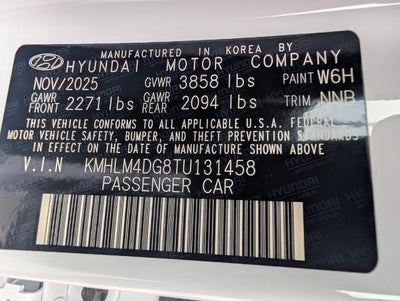 MANUFACTURED IN KOREA BY
HYUNDAI MOTOR COMPANY
NOV/2025 GVWR 3858 lbs PAINT W6H
GAWR FRONT 2271 lbs GAWR REAR 2094 lbs TRIM NNB
THIS VEHICLE CONFORMS TO ALL APPLICABLE U.S.A. FEDERAL
MOTOR VEHICLE SAFETY, BUMPER, AND THEFT PREVENTION STANDARDS
IN EFFECT ON THE DATE OF MANUFACTURE SHOWN ABOVE
V.I.N KMHLM4DG8TU131458
PASSENGER CAR